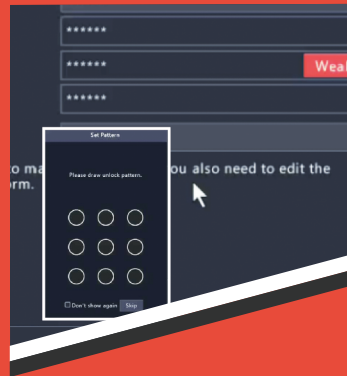 ******
******
Weak
******
Set Pattern
Please draw unlock pattern.
to ma
ou also need to edit the
orm.
Don't show again
Skip